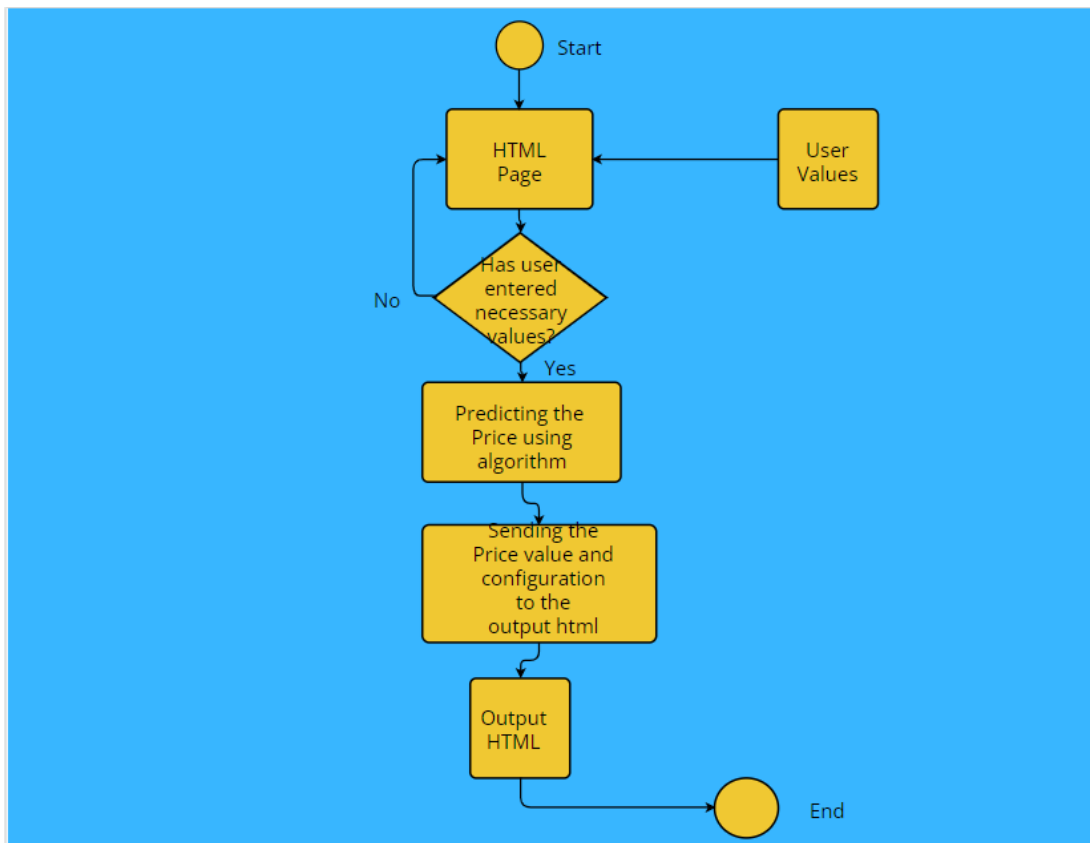 Start
HTML
Page
User
Values
Has user
entered
necessary
values?
No
Yes
Predicting the
Price using
algorithm
Sending the
Price value and
configuration
to the
output html
Output
HTML
End